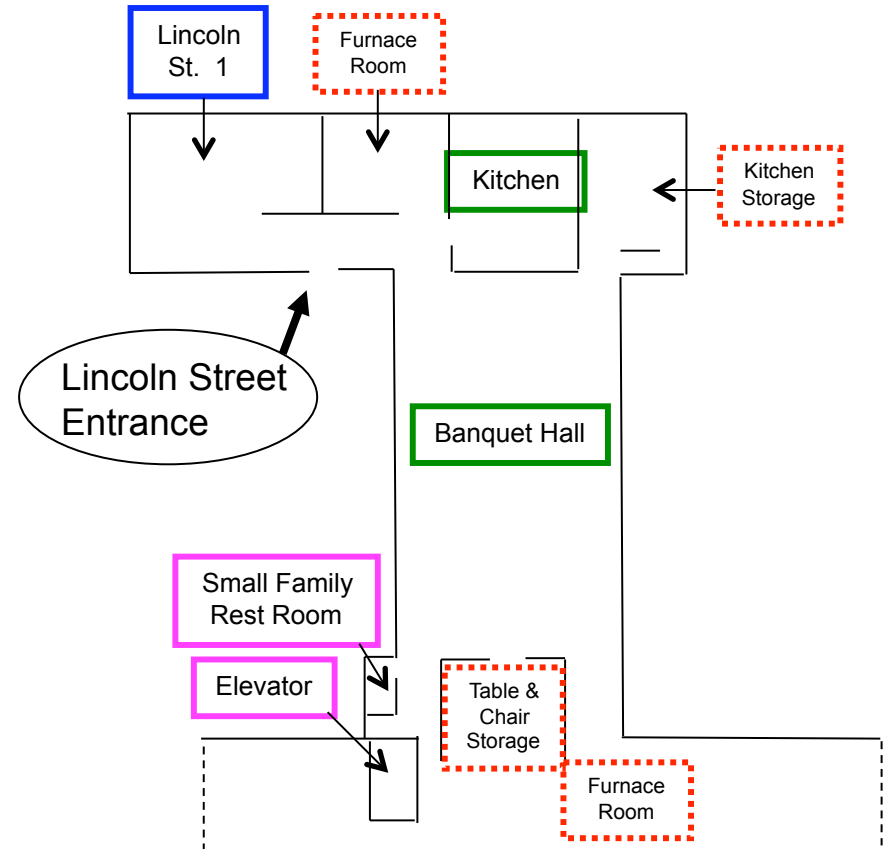 Lincoln
St. 1
Furnace
Room
Kitchen
Kitchen
Storage
Lincoln Street
Entrance
Banquet Hall
Small Family
Rest Room
Elevator
Table &
Chair
Storage
Furnace
Room